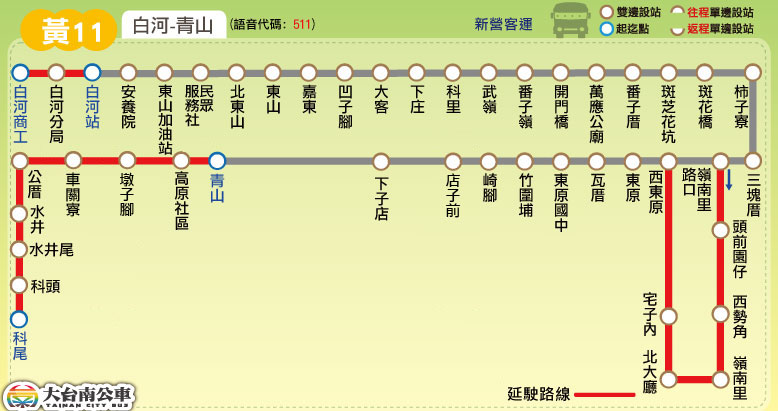 黃11
白河-青山
(語音代碼: 511)
新營客運
雙邊設站
往程單邊設站
起迄點
返程單邊設站
白河商工
白河分局
白河站
安養院
東山加油站
民眾服務社
北東山
東山
嘉東
凹子腳
大客
下庄
科里
武嶺
番子嶺
開門橋
萬應公廟
番子厝
斑芝花坑
斑花橋
柿子寮
三塊厝
嶺南里路口
西東原
東原
瓦厝
東原國中
竹圍埔
崎腳
店子前
下子店
青山
高原社區
墩子腳
車關寮
公厝
水井
水井尾
科頭
科尾
頭前園仔
西勢角
嶺南里
北大廳
宅子內
延駛路線
大台南公車
TAINAN CITY BUS